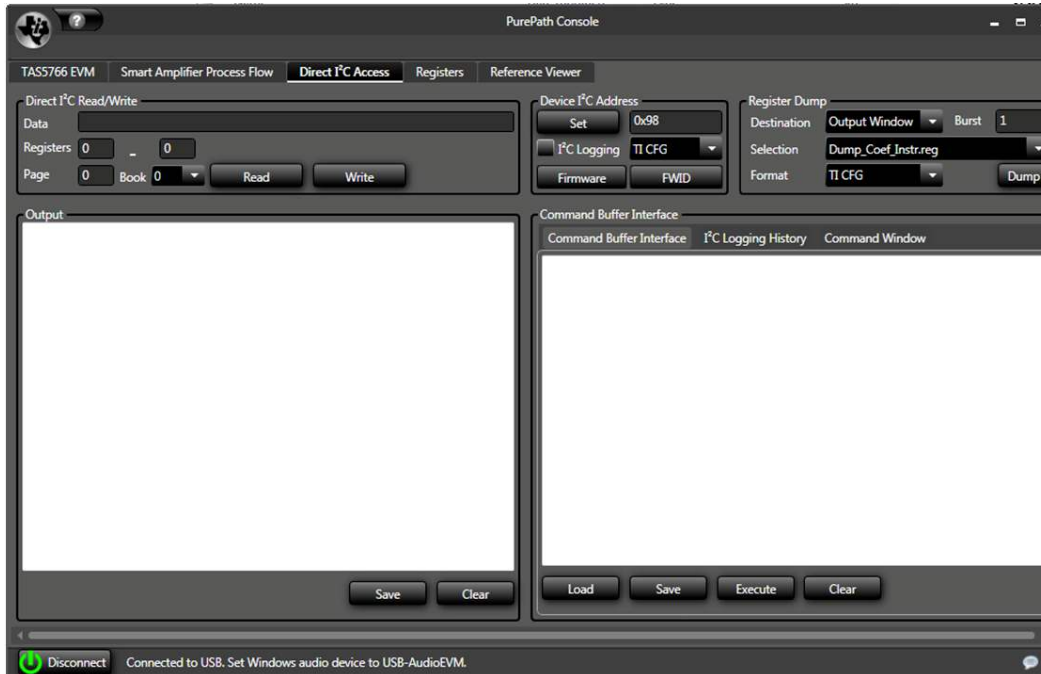 ?
PurePath Console
TAS5766 EVM Smart Amplifier Process Flow Direct I²C Access Registers Reference Viewer
Direct I²C Read/Write
Data
Registers 0 - 0
Page 0 Book 0 Read Write
Device I²C Address
Set 0x98
I²C Logging TI CFG
Firmware FWID
Register Dump
Destination Output Window Burst 1
Selection Dump_Coef_Instr.reg
Format TI CFG Dump
Output
Save Clear
Command Buffer Interface
Command Buffer Interface I²C Logging History Command Window
Load Save Execute Clear
Disconnect Connected to USB. Set Windows audio device to USB-AudioEVM.